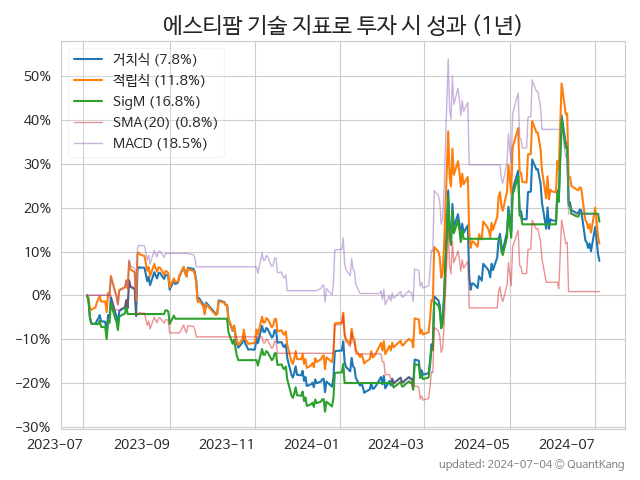 에스티팜 기술 지표로 투자 시 성과 (1년)
거치식 (7.8%)
적립식 (11.8%)
SigM (16.8%)
SMA(20) (0.8%)
MACD (18.5%)
50%
40%
30%
20%
10%
0%
−10%
−20%
−30%
2023-07 2023-09 2023-11 2024-01 2024-03 2024-05 2024-07
updated: 2024-07-04 ⓒ QuantKang